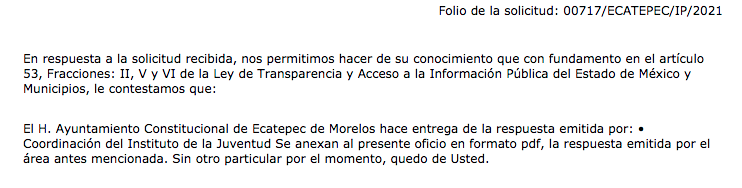 Folio de la solicitud: 00717/ECATEPEC/IP/2021
En respuesta a la solicitud recibida, nos permitimos hacer de su conocimiento que con fundamento en el artículo
53, Fracciones: II, V y VI de la Ley de Transparencia y Acceso a la Información Pública del Estado de México y
Municipios, le contestamos que:
El H. Ayuntamiento Constitucional de Ecatepec de Morelos hace entrega de la respuesta emitida por: •
Coordinación del Instituto de la Juventud Se anexan al presente oficio en formato pdf, la respuesta emitida por el
área antes mencionada. Sin otro particular por el momento, quedo de Usted.